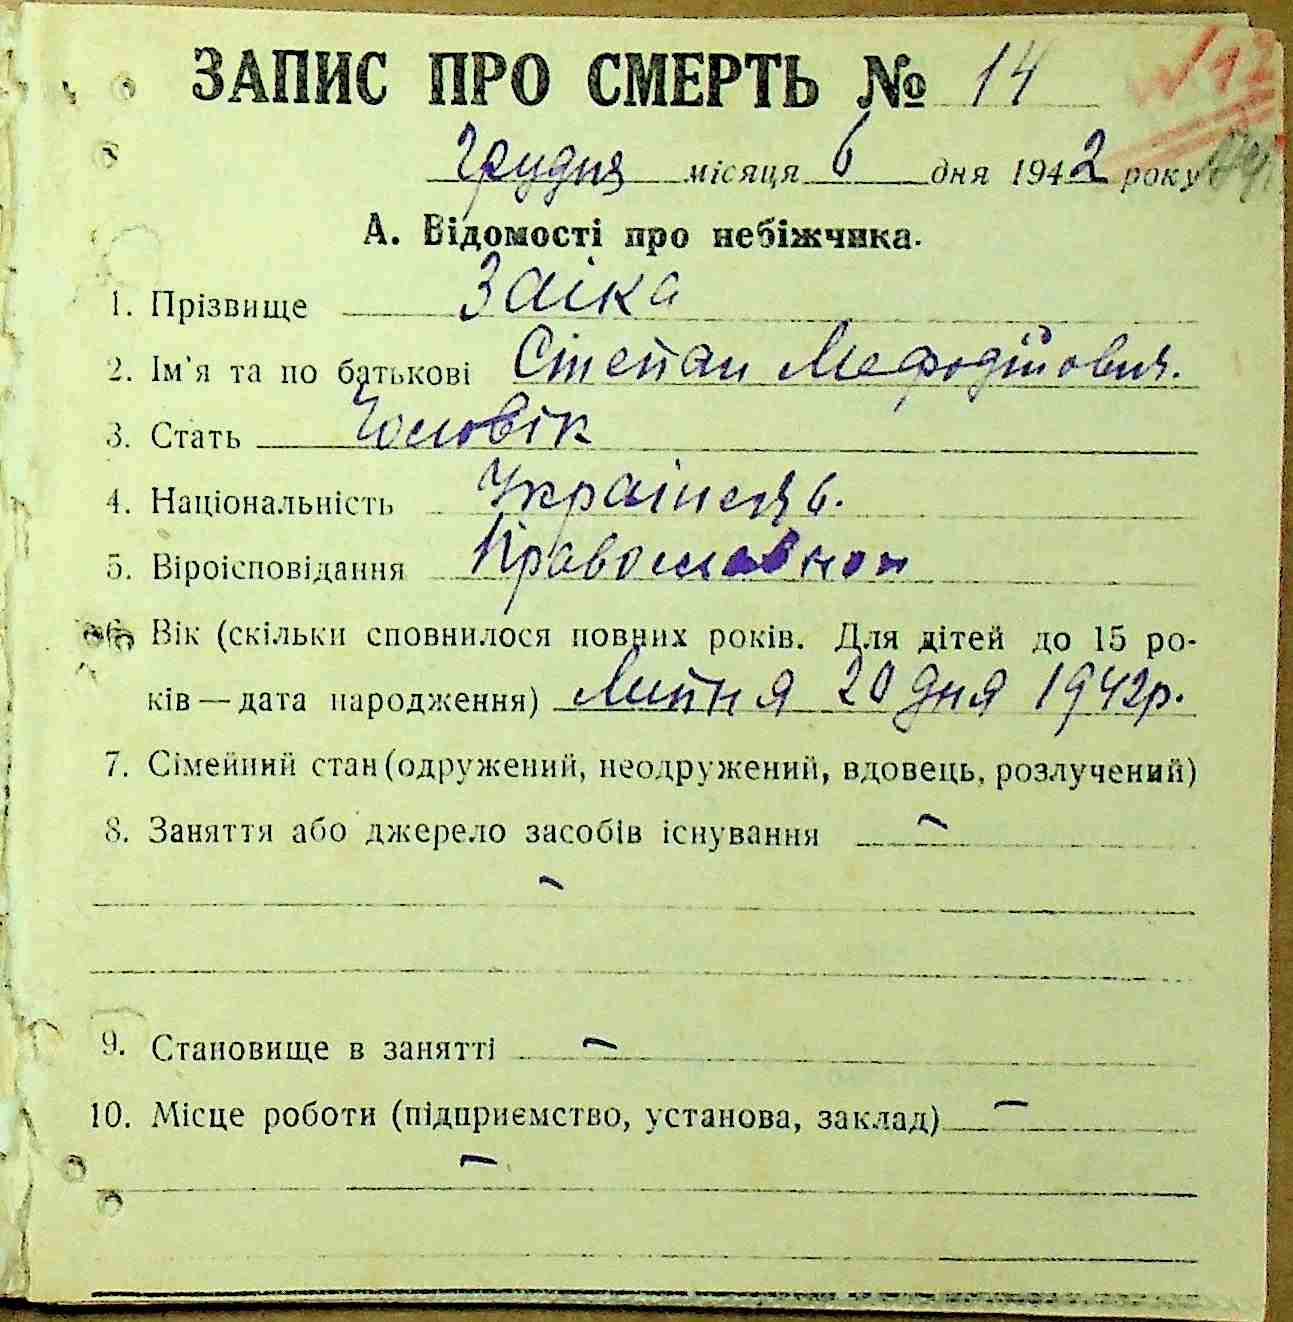 ЗАПИС ПРО СМЕРТЬ № 14
√12
Грудня місяця 6 дня 1942 року
А. Відомості про небіжчика.
1. Прізвище Заіка
2. Ім'я та по батькові Степан Мефодійович.
3. Стать Чоловік
4. Національність Українець.
5. Віроісповідання Православної
6. Вік (скільки сповнилося повних років. Для дітей до 15 ро-
ків — дата народження) Липня 20 дня 1942р.
7. Сімейний стан (одружений, неодружений, вдовець, розлучений)
8. Заняття або джерело засобів існування –
–
9. Становище в занятті –
10. Місце роботи (підприємство, установа, заклад) –
–